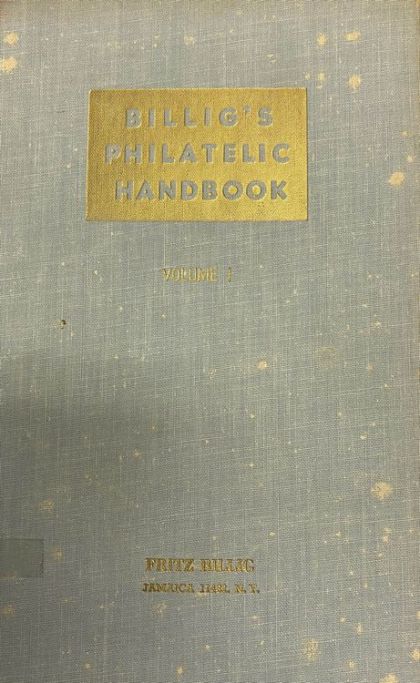 BILLIG'S
PHILATELIC
HANDBOOK
VOLUME I
FRITZ BILLIG
JAMAICA 11432, N. Y.